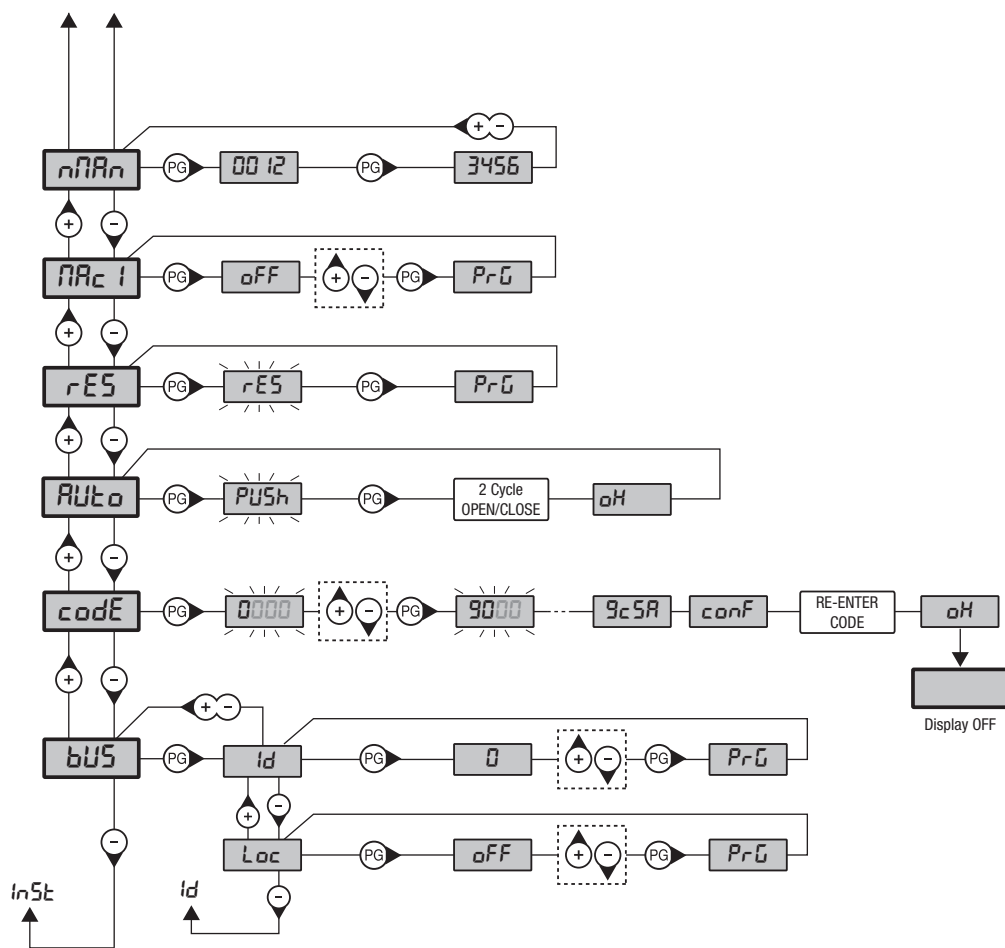 nMAn
PG
0012
PG
3456
+ -
+
-
MAc 1
PG
oFF
+ -
PG
PrG
+
-
rES
PG
rES
PG
PrG
+
-
AUto
PG
PUSh
PG
2 Cycle
OPEN/CLOSE
oH
+
-
codE
PG
0000
+ -
PG
9000
9c5A
conF
RE-ENTER
CODE
oH
Display OFF
+
-
bUS
+ -
PG
Id
PG
0
+ -
PG
PrG
+
-
Loc
PG
oFF
+ -
PG
PrG
-
InSt
Id
-